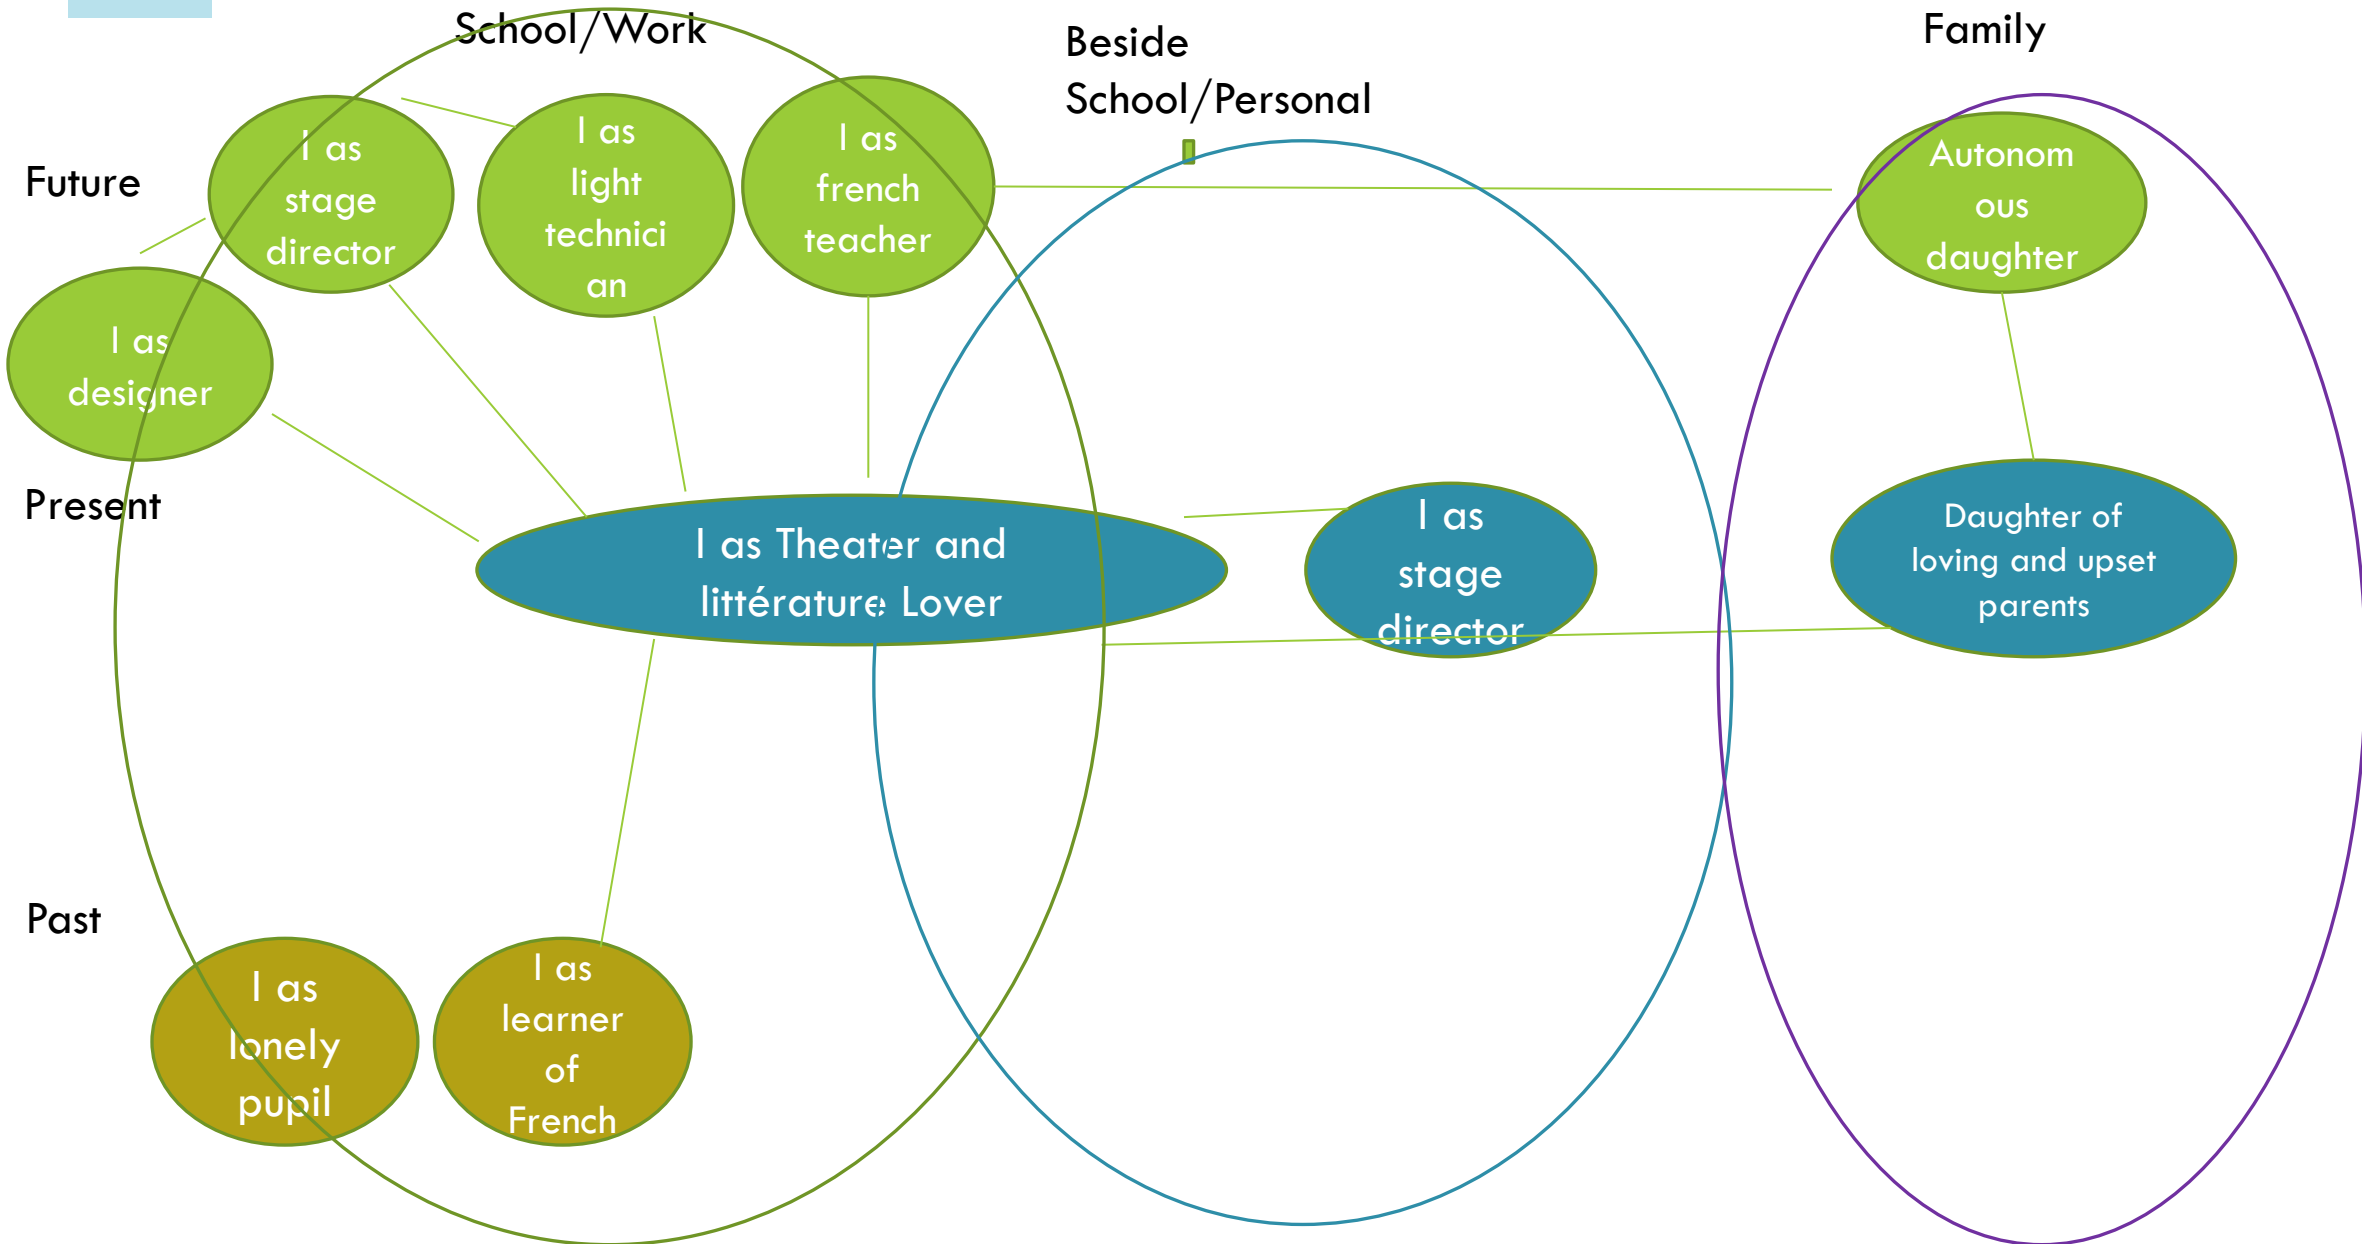 School/Work
Beside
School/Personal
Family
Future
I as
stage
director
I as
light
technici
an
I as
french
teacher
Autonom
ous
daughter
I as
designer
Present
I as Theater and
littérature Lover
I as
stage
director
Daughter of
loving and upset
parents
Past
I as
lonely
pupil
I as
learner
of
French